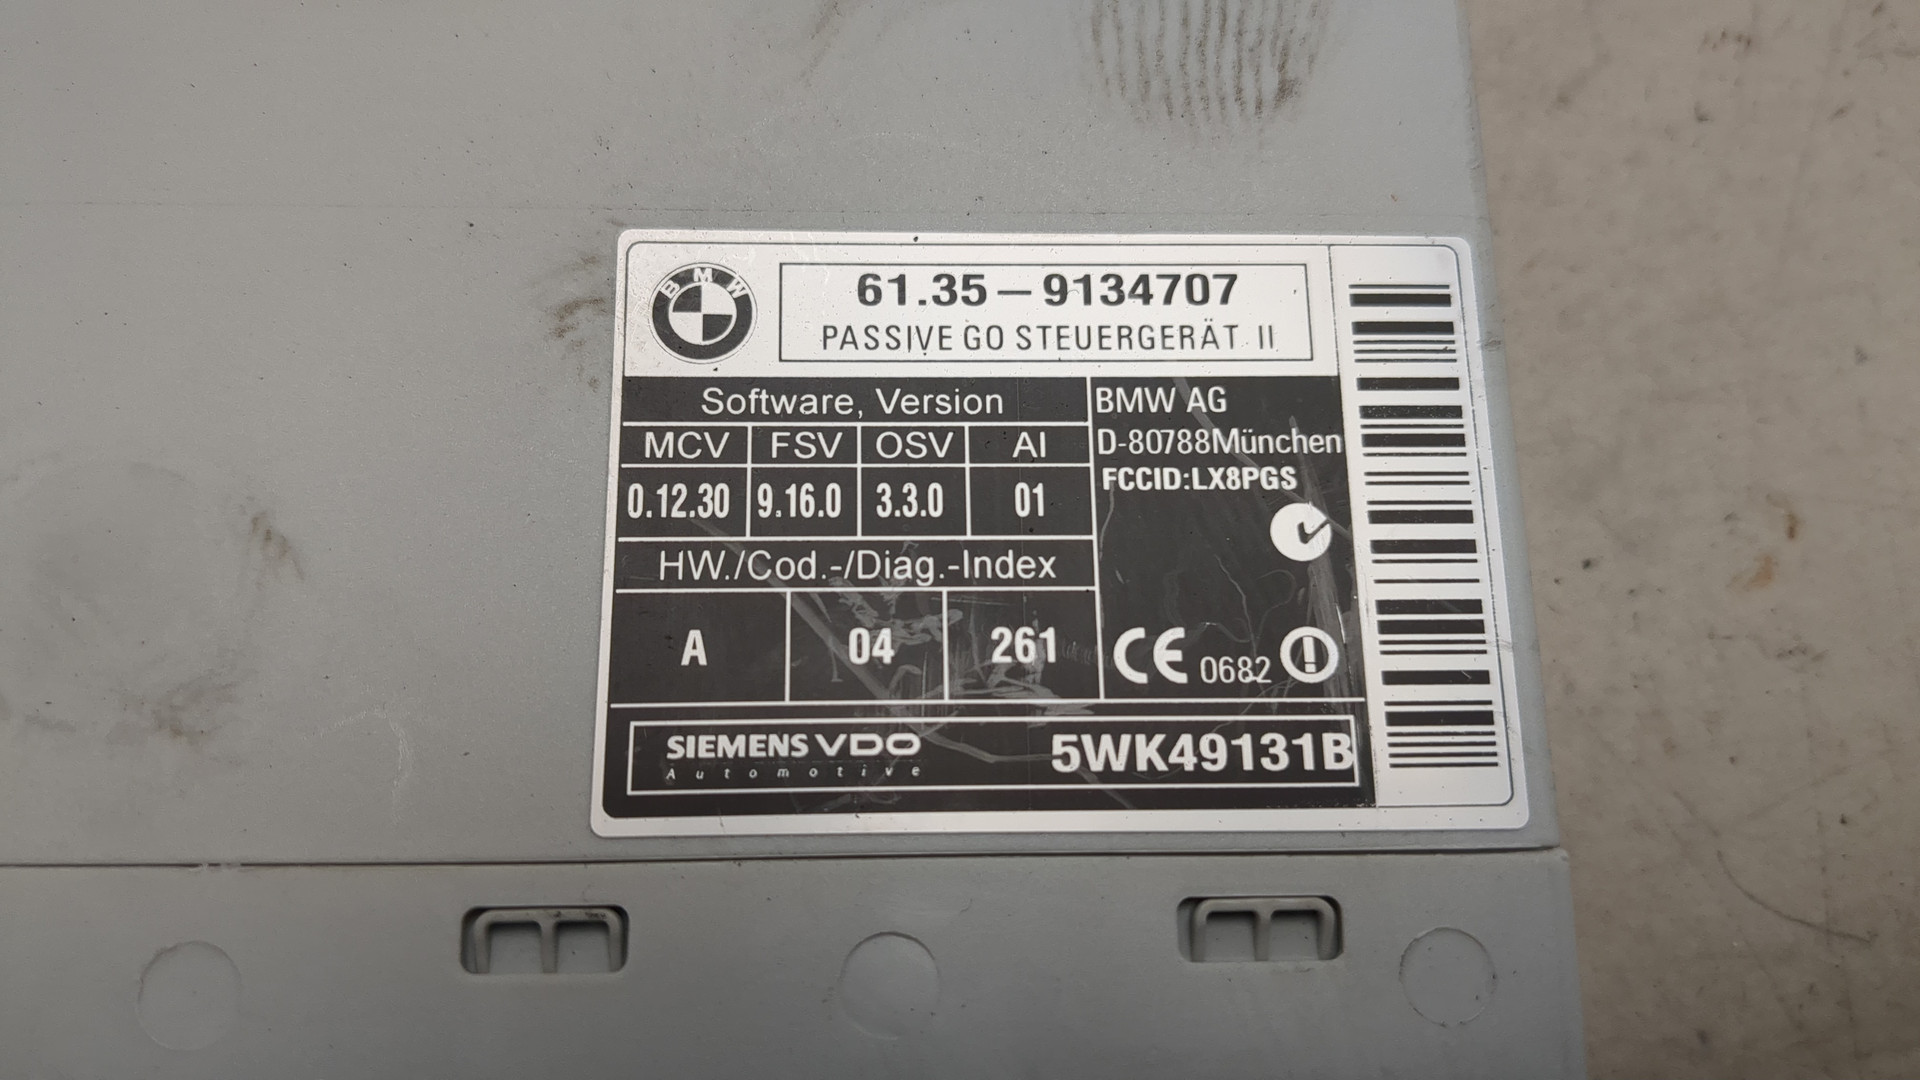 BMW
61.35 – 9134707
PASSIVE GO STEUERGERÄT II
Software, Version
MCV FSV OSV AI
0.12.30 9.16.0 3.3.0 01
HW./Cod.-/Diag.-Index
A 04 261
BMW AG
D-80788München
FCCID:LX8PGS
CE 0682
SIEMENS VDO
Automotive
5WK49131B